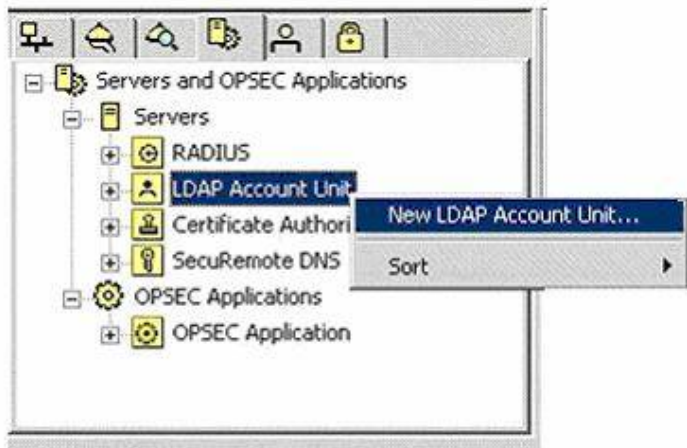 Servers and OPSEC Applications
Servers
RADIUS
LDAP Account Unit
New LDAP Account Unit...
Certificate Authori
Sort
SecuRemote DNS
OPSEC Applications
OPSEC Application